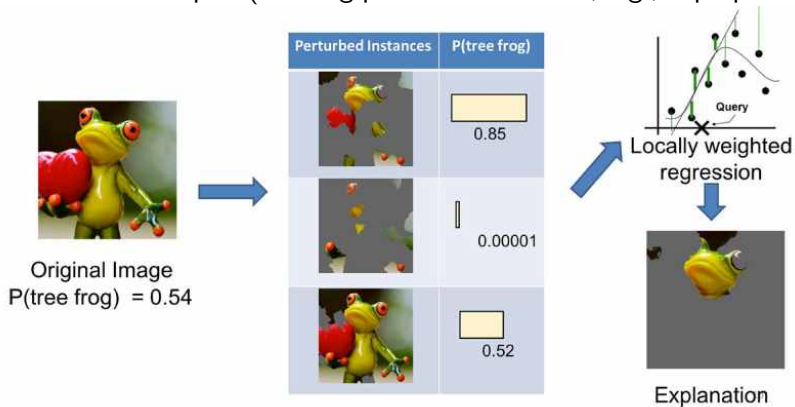 Perturbed Instances P(tree frog)
0.85
0.00001
0.52
Original Image
P(tree frog) = 0.54
Query
Locally weighted
regression
Explanation